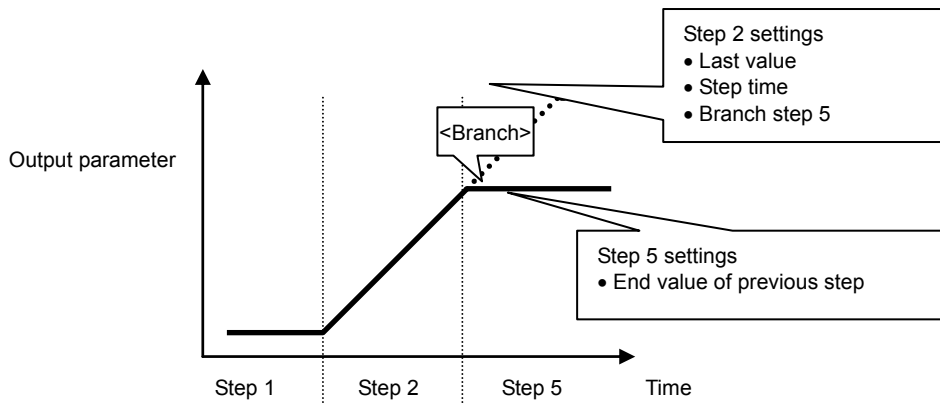 Step 2 settings
● Last value
● Step time
● Branch step 5
<Branch>
Output parameter
Step 5 settings
● End value of previous step
Step 1
Step 2
Step 5
Time